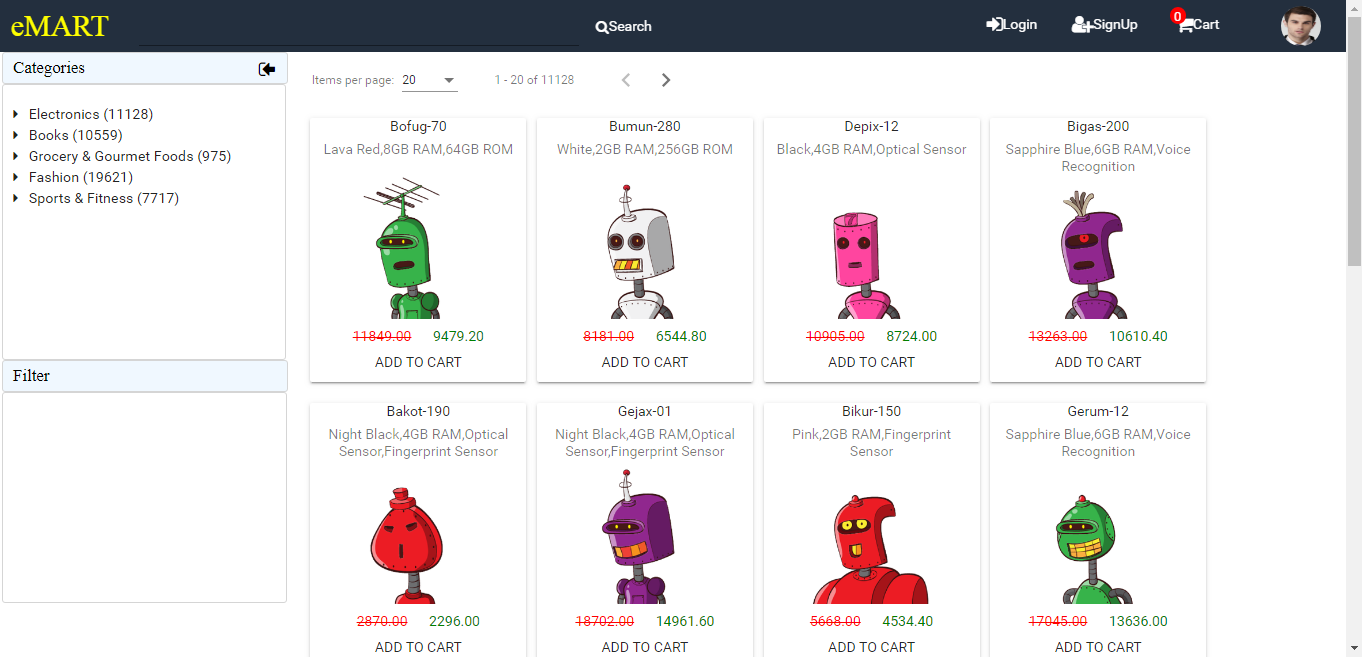 eMART
Search
Login
SignUp
0
Cart
Categories
Electronics (11128)
Books (10559)
Grocery & Gourmet Foods (975)
Fashion (19621)
Sports & Fitness (7717)
Filter
Items per page: 20
1 - 20 of 11128
Bofug-70
Lava Red,8GB RAM,64GB ROM
11849.00 9479.20
ADD TO CART
Bumun-280
White,2GB RAM,256GB ROM
8181.00 6544.80
ADD TO CART
Depix-12
Black,4GB RAM,Optical Sensor
10905.00 8724.00
ADD TO CART
Bigas-200
Sapphire Blue,6GB RAM,Voice
Recognition
13263.00 10610.40
ADD TO CART
Bakot-190
Night Black,4GB RAM,Optical
Sensor,Fingerprint Sensor
2870.00 2296.00
ADD TO CART
Gejax-01
Night Black,4GB RAM,Optical
Sensor,Fingerprint Sensor
18702.00 14961.60
ADD TO CART
Bikur-150
Pink,2GB RAM,Fingerprint
Sensor
5668.00 4534.40
ADD TO CART
Gerum-12
Sapphire Blue,6GB RAM,Voice
Recognition
17045.00 13636.00
ADD TO CART